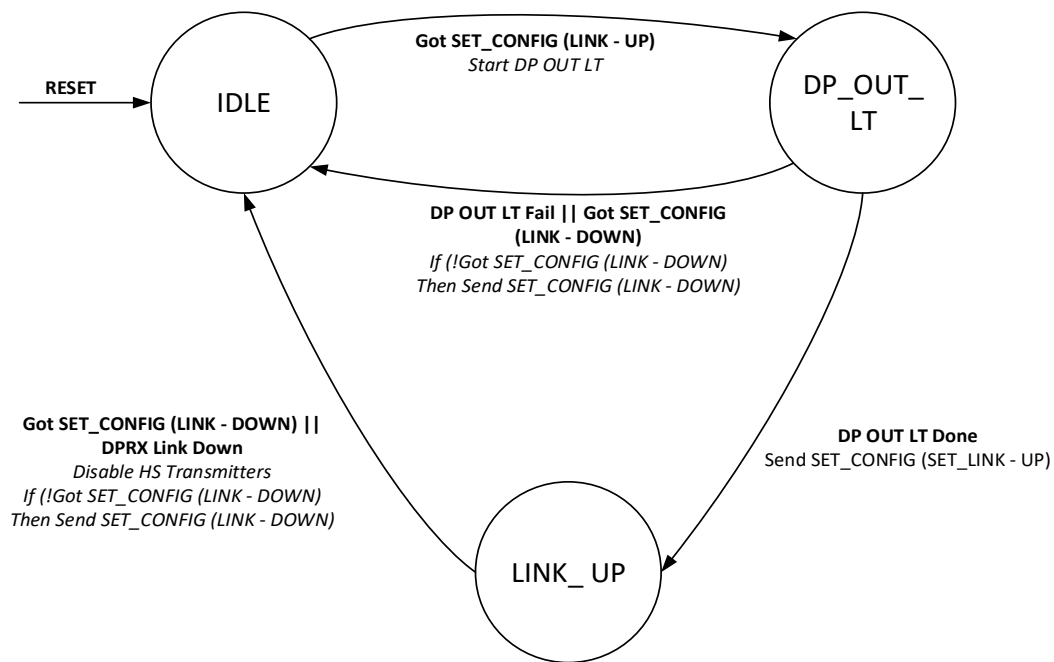 Got SET_CONFIG (LINK - UP)
Start DP OUT LT
RESET
IDLE
DP_OUT_
LT
DP OUT LT Fail || Got SET_CONFIG
(LINK - DOWN)
If (!Got SET_CONFIG (LINK - DOWN)
Then Send SET_CONFIG (LINK - DOWN)
Got SET_CONFIG (LINK - DOWN) ||
DPRX Link Down
Disable HS Transmitters
If (!Got SET_CONFIG (LINK - DOWN)
Then Send SET_CONFIG (LINK - DOWN)
DP OUT LT Done
Send SET_CONFIG (SET_LINK - UP)
LINK_ UP